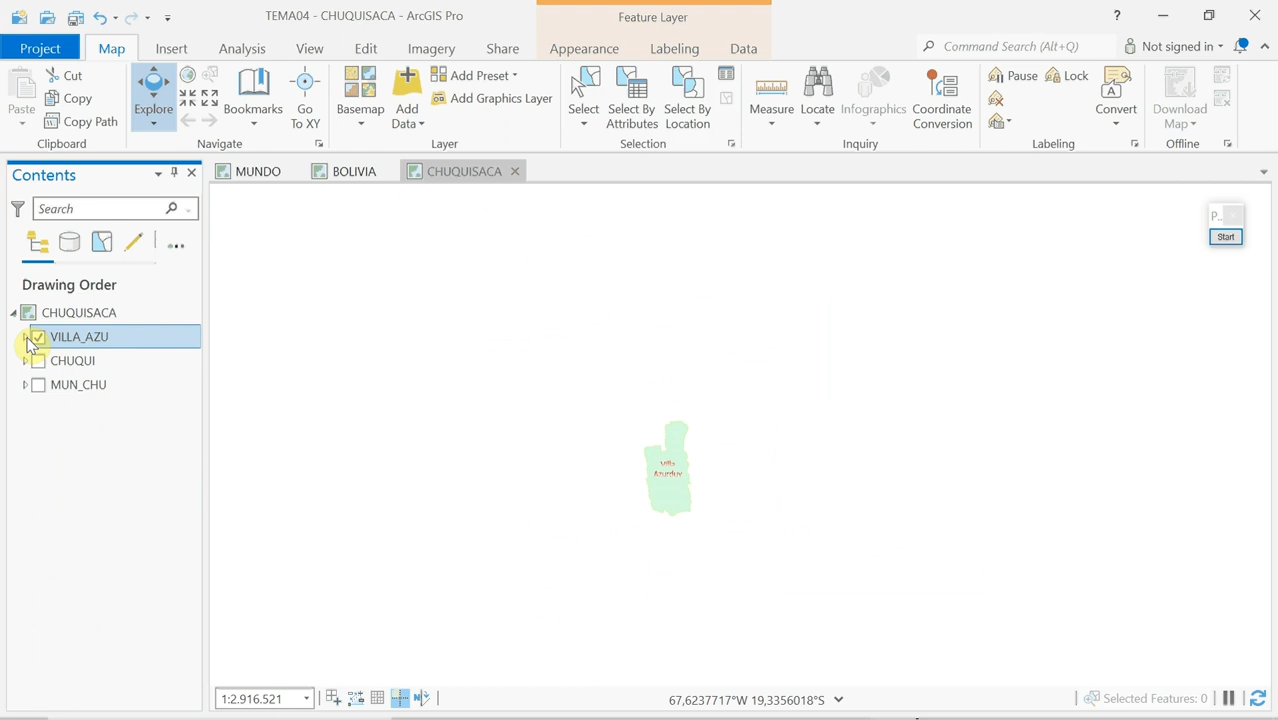 TEMA04 - CHUQUISACA - ArcGIS Pro
Feature Layer
?
Project
Map
Insert
Analysis
View
Edit
Imagery
Share
Appearance
Labeling
Data
Command Search (Alt+Q)
Not signed in
Paste
Cut
Copy
Copy Path
Clipboard
Explore
Bookmarks
Go
To XY
Navigate
Basemap
Add
Data
Add Preset
Add Graphics Layer
Layer
Select
Select By
Attributes
Select By
Location
Selection
Measure
Locate
Infographics
Coordinate
Conversion
Inquiry
Pause
Lock
Convert
Labeling
Download
Map
Offline
Contents
Search
Drawing Order
CHUQUISACA
VILLA_AZU
CHUQUI
MUN_CHU
MUNDO
BOLIVIA
CHUQUISACA
P..
Start
Villa
Azurduy
1:2.916.521
67,6237717°W 19,3356018°S
Selected Features: 0